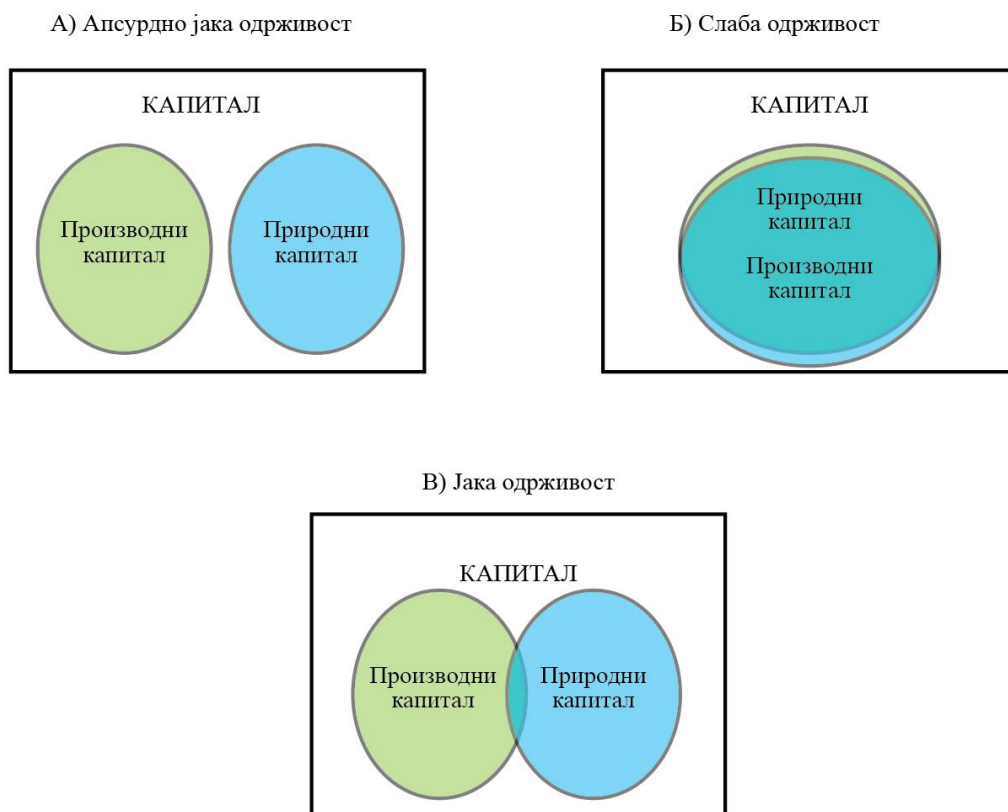 А) Апсурдно јака одрживост
КАПИТАЛ
Производни
капитал
Природни
капитал
Б) Слаба одрживост
КАПИТАЛ
Природни
капитал
Производни
капитал
В) Јака одрживост
КАПИТАЛ
Производни
капитал
Природни
капитал